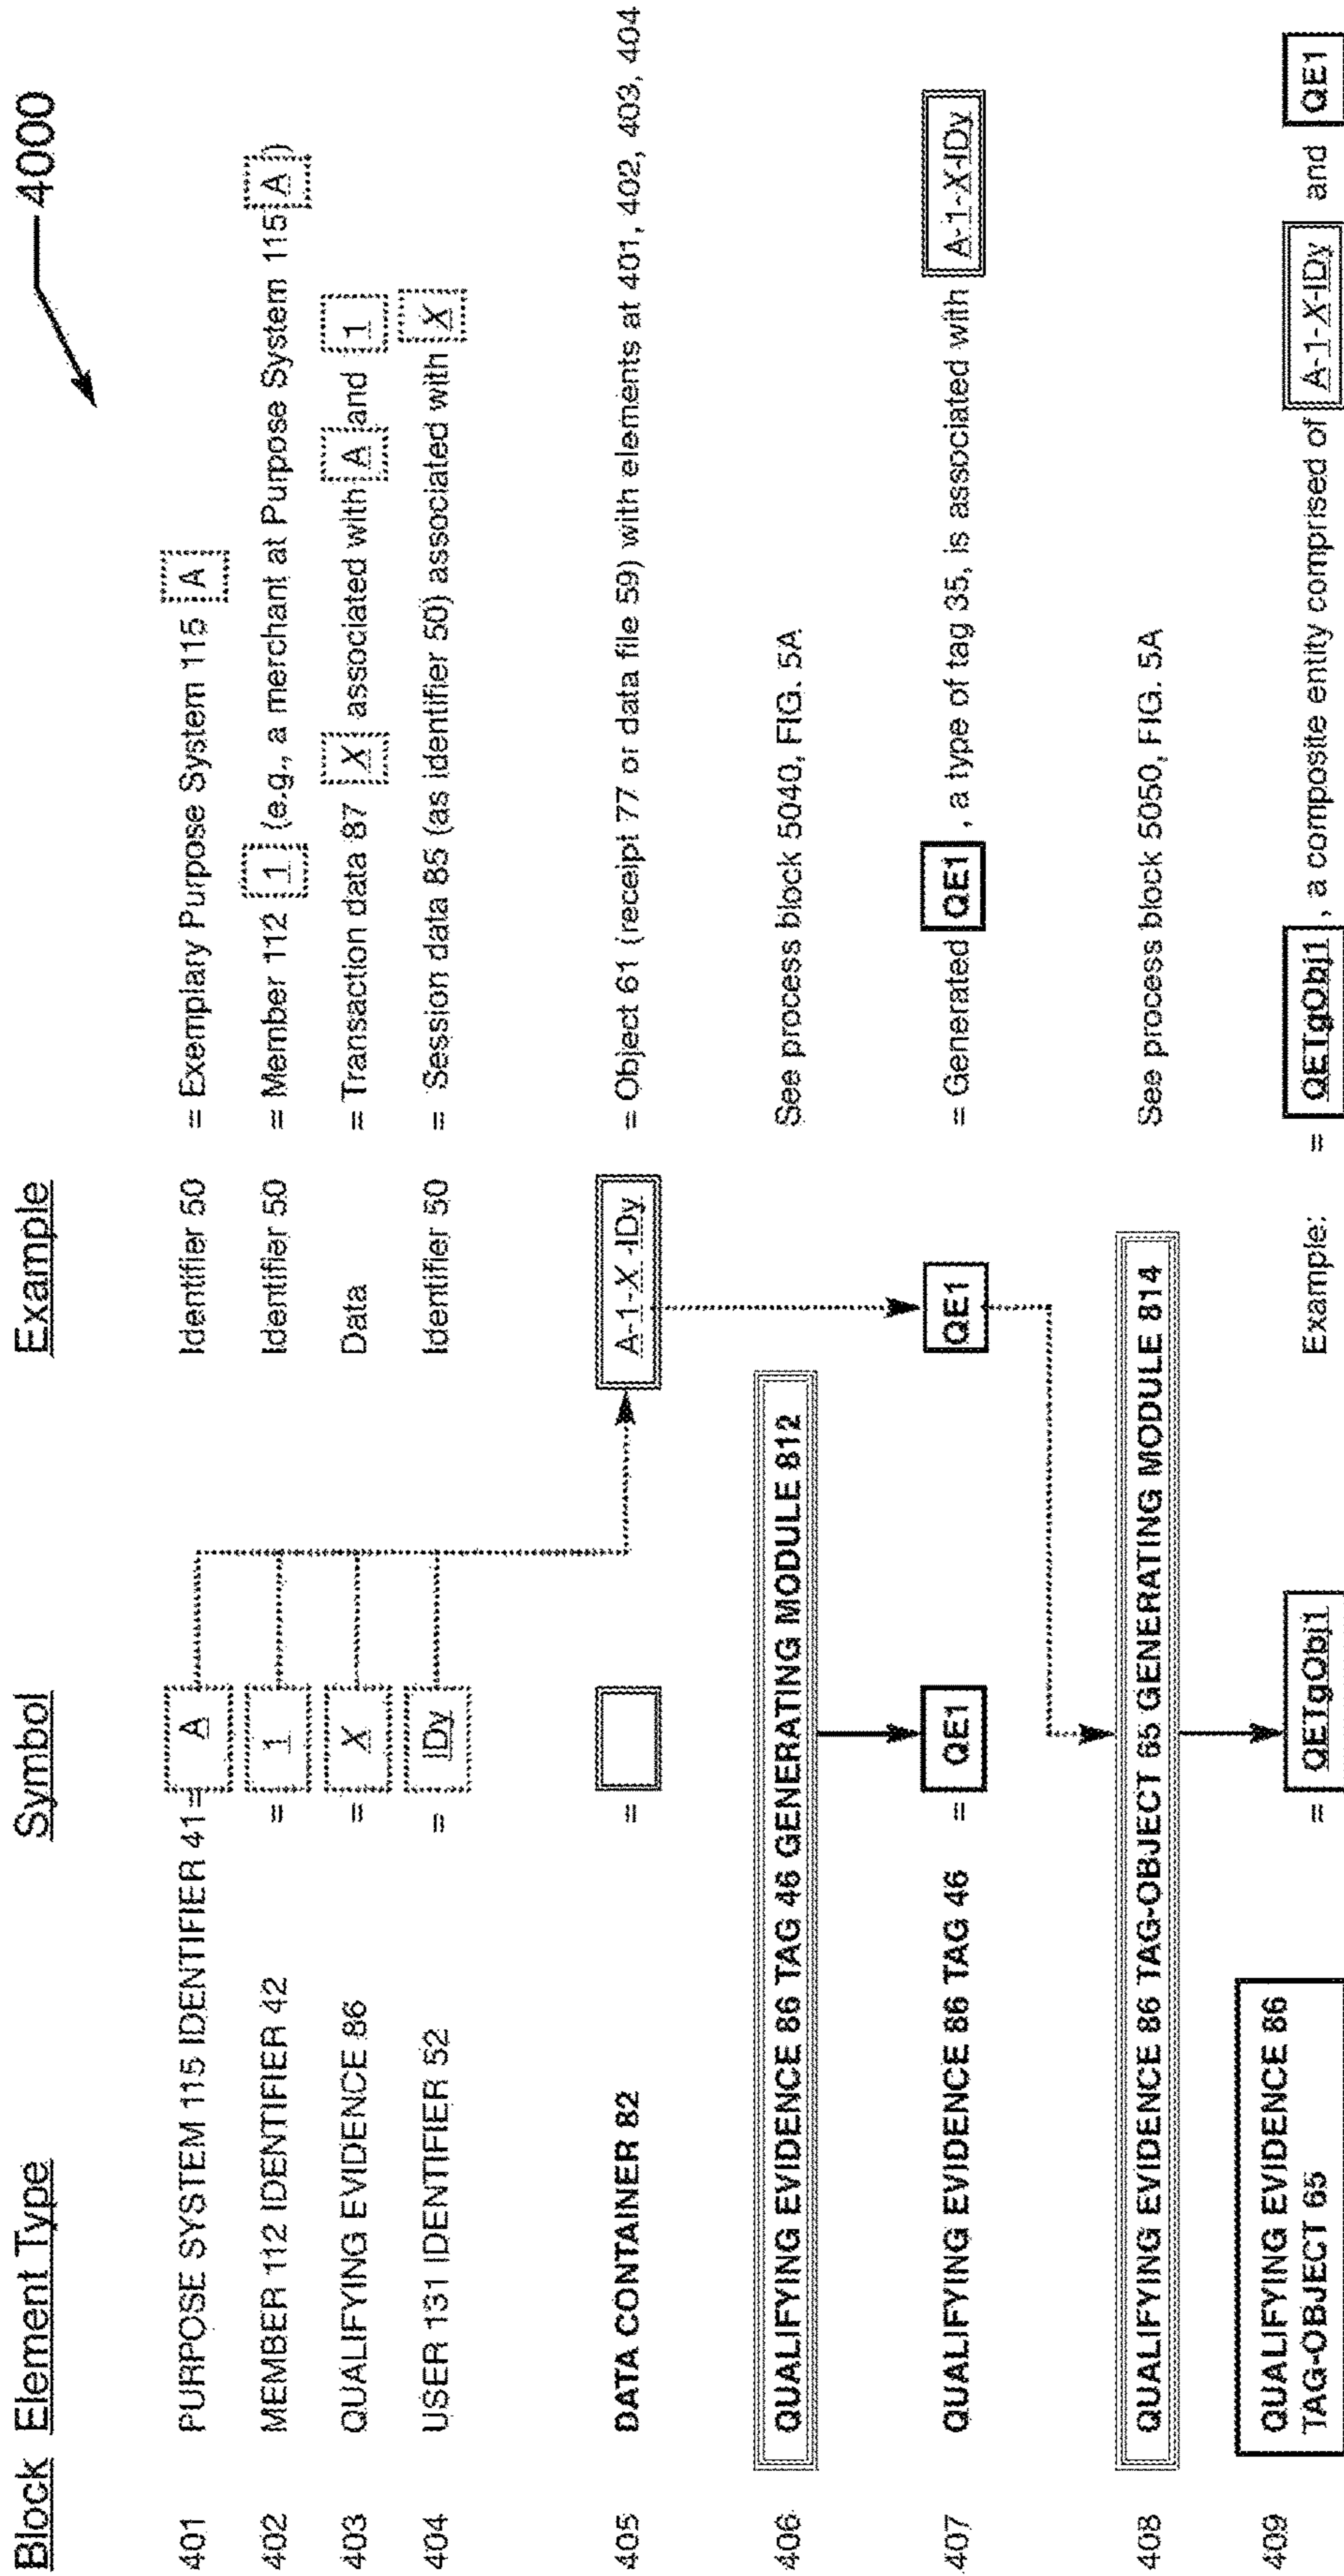 4000
Block Element Type Symbol Example
401 PURPOSE SYSTEM 115 IDENTIFIER 41 = A Identifier 50 = Exemplary Purpose System 115 A
402 MEMBER 112 IDENTIFIER 42 = 1 Identifier 50 = Member 112 1 (e.g., a merchant at Purpose System 115 A )
403 QUALIFYING EVIDENCE 86 = X Data = Transaction data 87 X associated with A and 1
404 USER 131 IDENTIFIER 52 = IDy Identifier 50 = Session data 85 (as identifier 50) associated with X
405 DATA CONTAINER 82 = A-1-X-IDy = Object 61 (receipt 77 or data file 59) with elements at 401, 402, 403, 404
406 QUALIFYING EVIDENCE 86 TAG 46 GENERATING MODULE 812 See process block 5040, FIG. 5A
407 QUALIFYING EVIDENCE 86 TAG 46 = QE1 QE1 = Generated QE1 , a type of tag 35, is associated with A-1-X-IDy
408 QUALIFYING EVIDENCE 86 TAG-OBJECT 65 GENERATING MODULE 814 See process block 5050, FIG. 5A
409 QUALIFYING EVIDENCE 86
TAG-OBJECT 65 = QETgObj1 Example: = QETgObj1 , a composite entity comprised of A-1-X-IDy and QE1